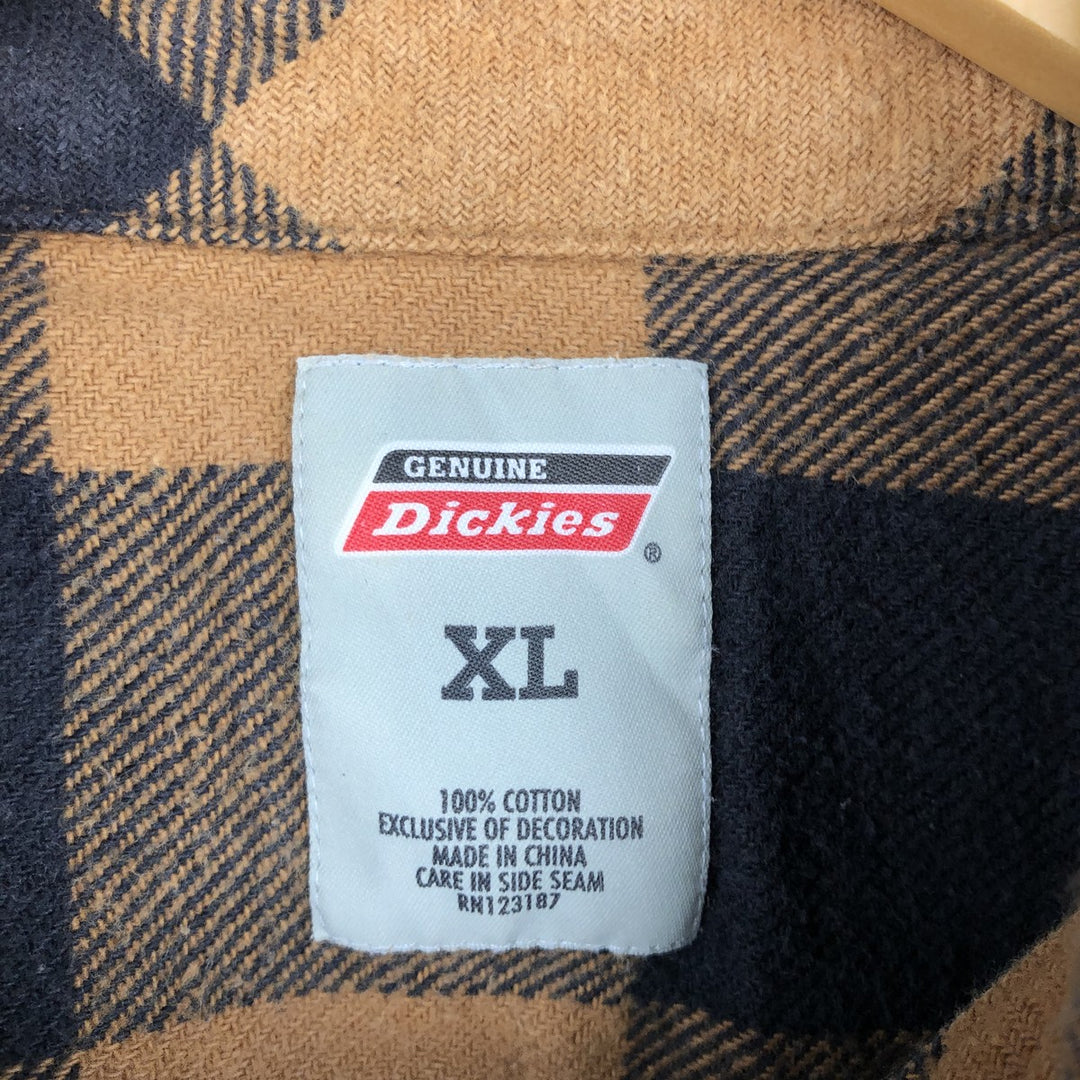 GENUINE
Dickies
®
XL
100% COTTON
EXCLUSIVE OF DECORATION
MADE IN CHINA
CARE IN SIDE SEAM
RN123187